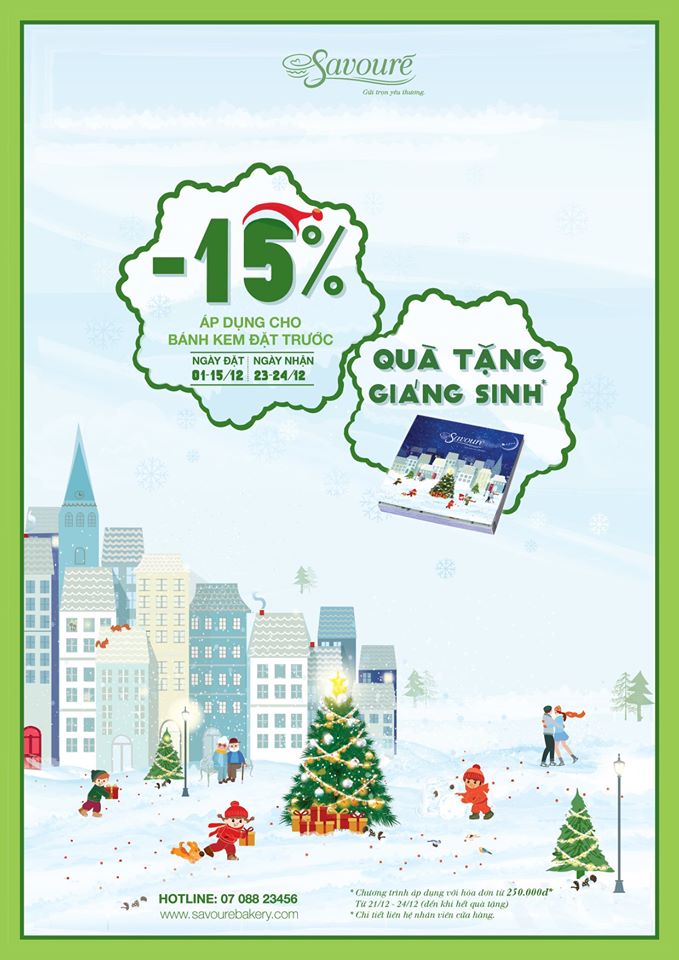 Savouré
Gửi trọn yêu thương.
-15%
ÁP DỤNG CHO
BÁNH KEM ĐẶT TRƯỚC
NGÀY ĐẶT NGÀY NHẬN
01-15/12 23-24/12
QUÀ TẶNG
GIÁNG SINH*
Savouré
HOTLINE: 07 088 23456
www.savourebakery.com
* Chương trình áp dụng với hóa đơn từ 250.000đ*
Từ 21/12 - 24/12 (đến khi hết quà tặng)
* Chi tiết liên hệ nhân viên cửa hàng.